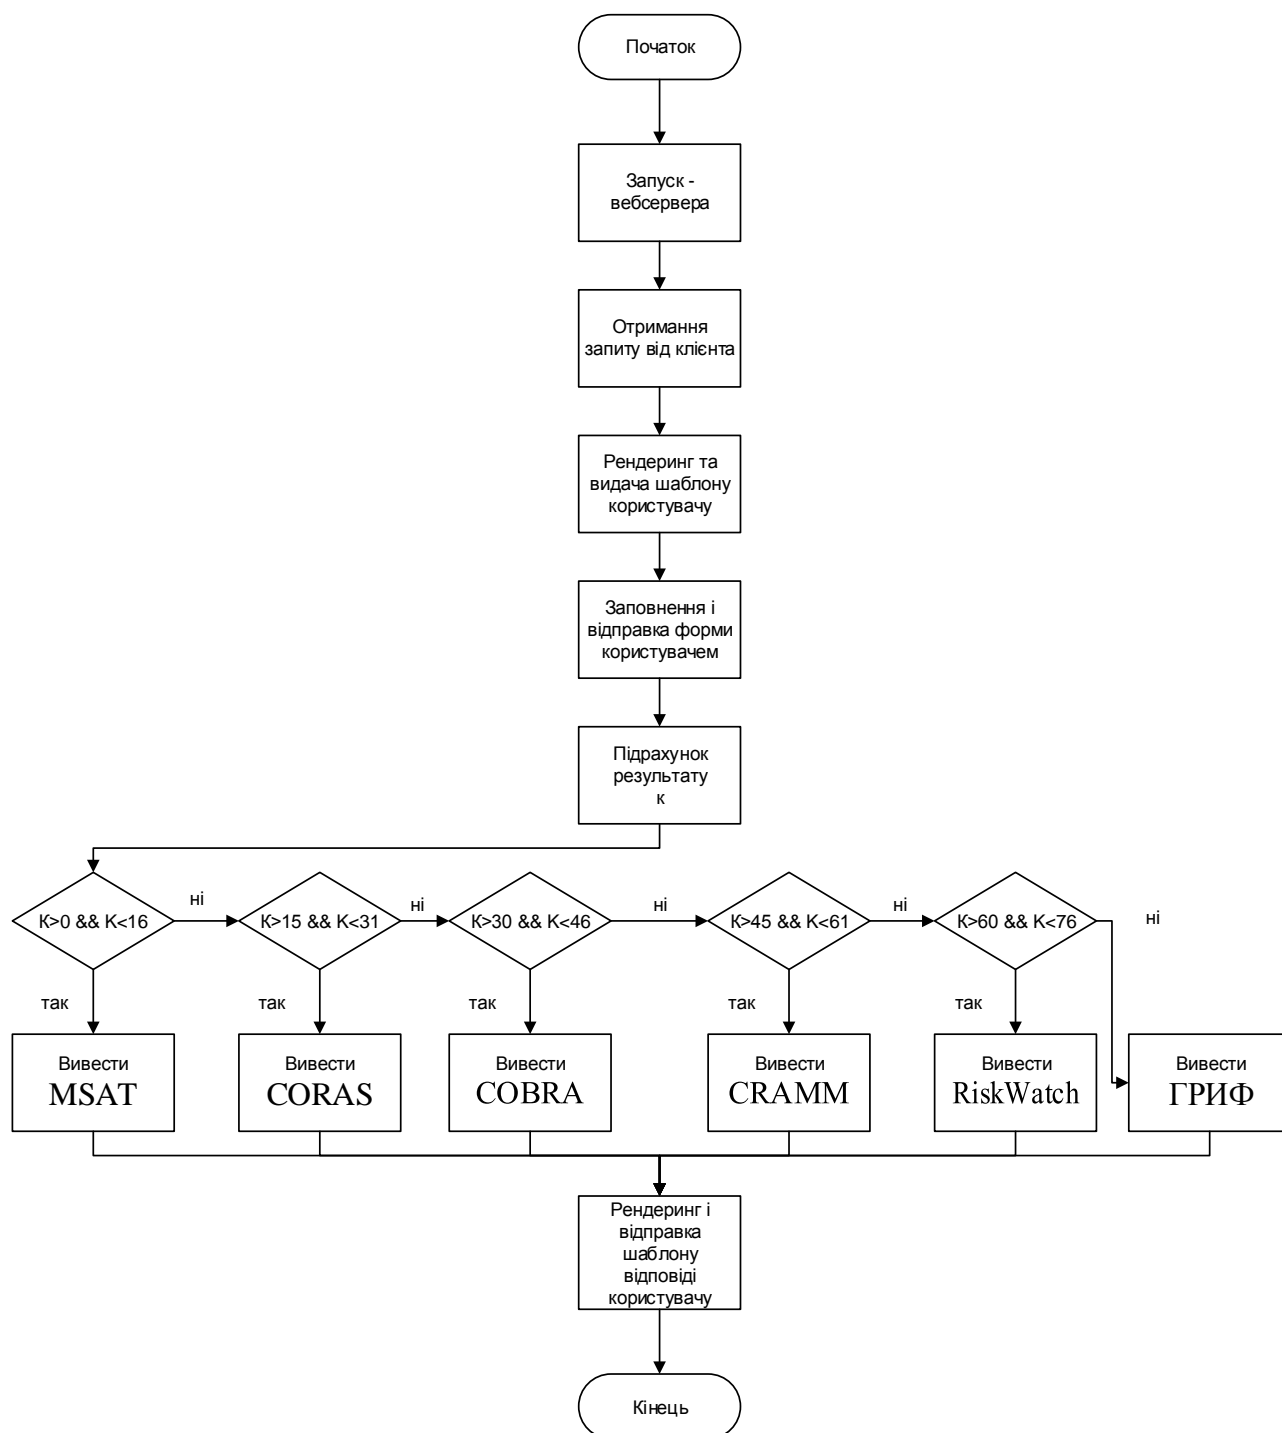 Початок
Запуск -
вебсервера
Отримання
запиту від клієнта
Рендеринг та
видача шаблону
користувачу
Заповнення і
відправка форми
користувачем
Підрахунок
результату
к
К>0 && K<16
ні
К>15 && K<31
ні
К>30 && K<46
ні
К>45 && K<61
ні
К>60 && K<76
ні
так
так
так
так
так
Вивести
MSAT
Вивести
CORAS
Вивести
COBRA
Вивести
CRAMM
Вивести
RiskWatch
Вивести
ГРИФ
Рендеринг і
відправка
шаблону
відповіді
користувачу
Кінець